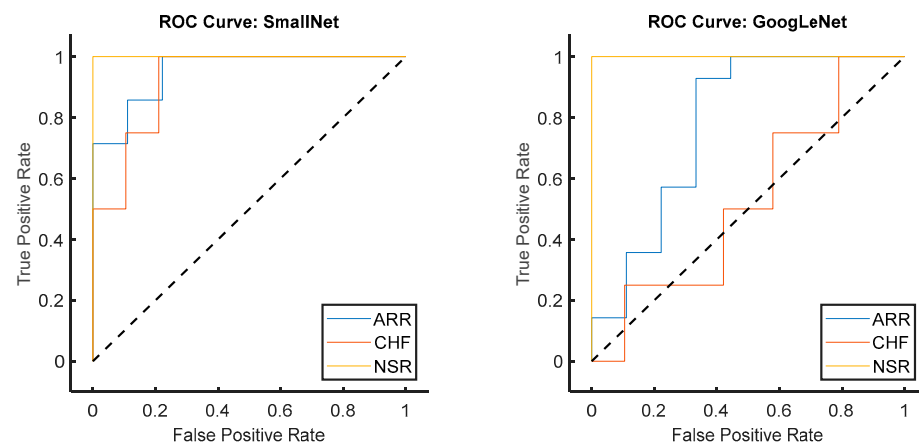 ROC Curve: SmallNet
True Positive Rate
1
0.8
0.6
0.4
0.2
0
0 0.2 0.4 0.6 0.8 1
False Positive Rate
ARR
CHF
NSR
ROC Curve: GoogLeNet
True Positive Rate
1
0.8
0.6
0.4
0.2
0
0 0.2 0.4 0.6 0.8 1
False Positive Rate
ARR
CHF
NSR